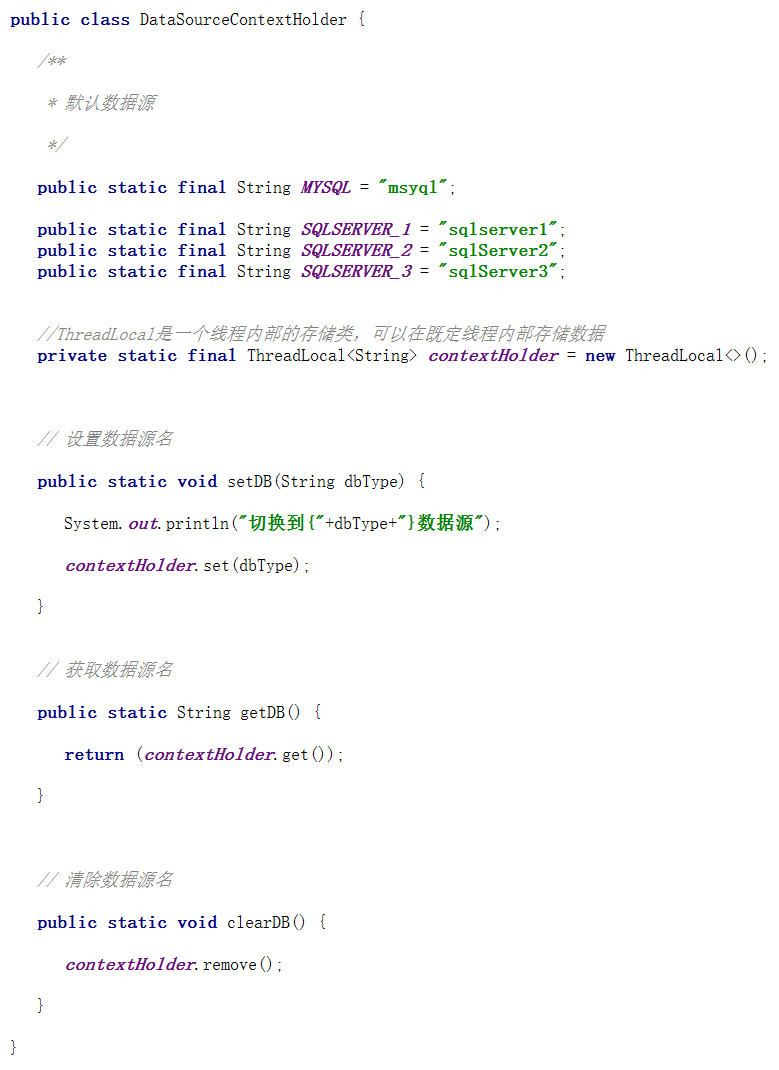 public class DataSourceContextHolder {
/**
* 默认数据源
*/
public static final String MYSQL = "msyql";
public static final String SQLSERVER_1 = "sqlserver1";
public static final String SQLSERVER_2 = "sqlServer2";
public static final String SQLSERVER_3 = "sqlServer3";
//ThreadLocal是一个线程内部的存储类，可以在既定线程内部存储数据
private static final ThreadLocal<String> contextHolder = new ThreadLocal<>();
// 设置数据源名
public static void setDB(String dbType) {
System.out.println("切换到{"+dbType+"}数据源");
contextHolder.set(dbType);
}
// 获取数据源名
public static String getDB() {
return (contextHolder.get());
}
// 清除数据源名
public static void clearDB() {
contextHolder.remove();
}
}